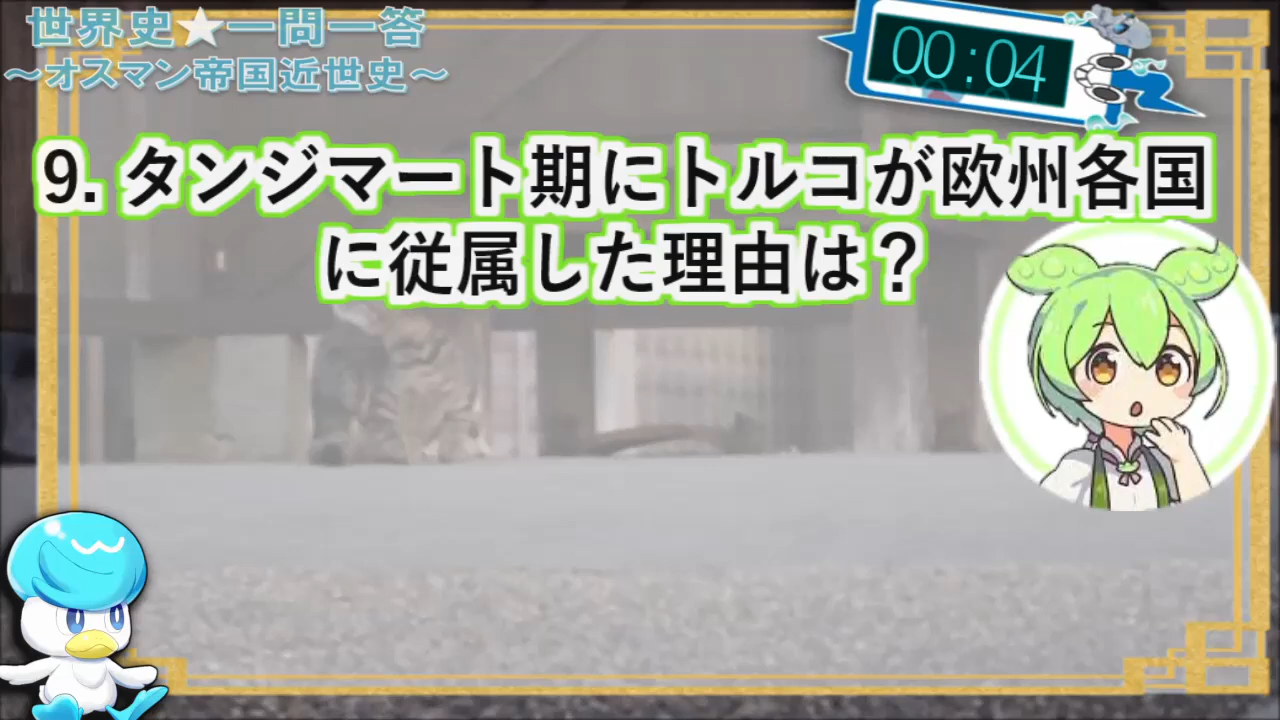 世界史★一問一答
～オスマン帝国近世史～
00:04
9. タンジマート期にトルコが欧州各国
に従属した理由は？